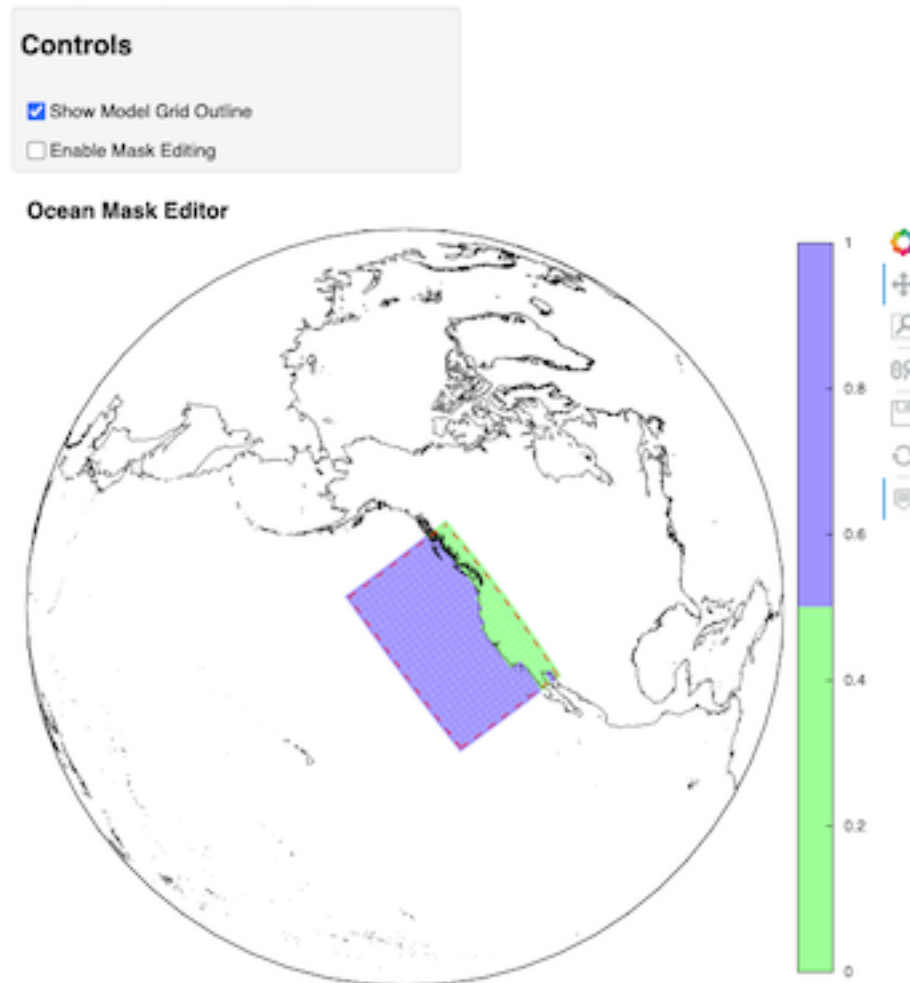 Controls
Show Model Grid Outline
Enable Mask Editing
Ocean Mask Editor
1
0.8
0.6
0.4
0.2
0